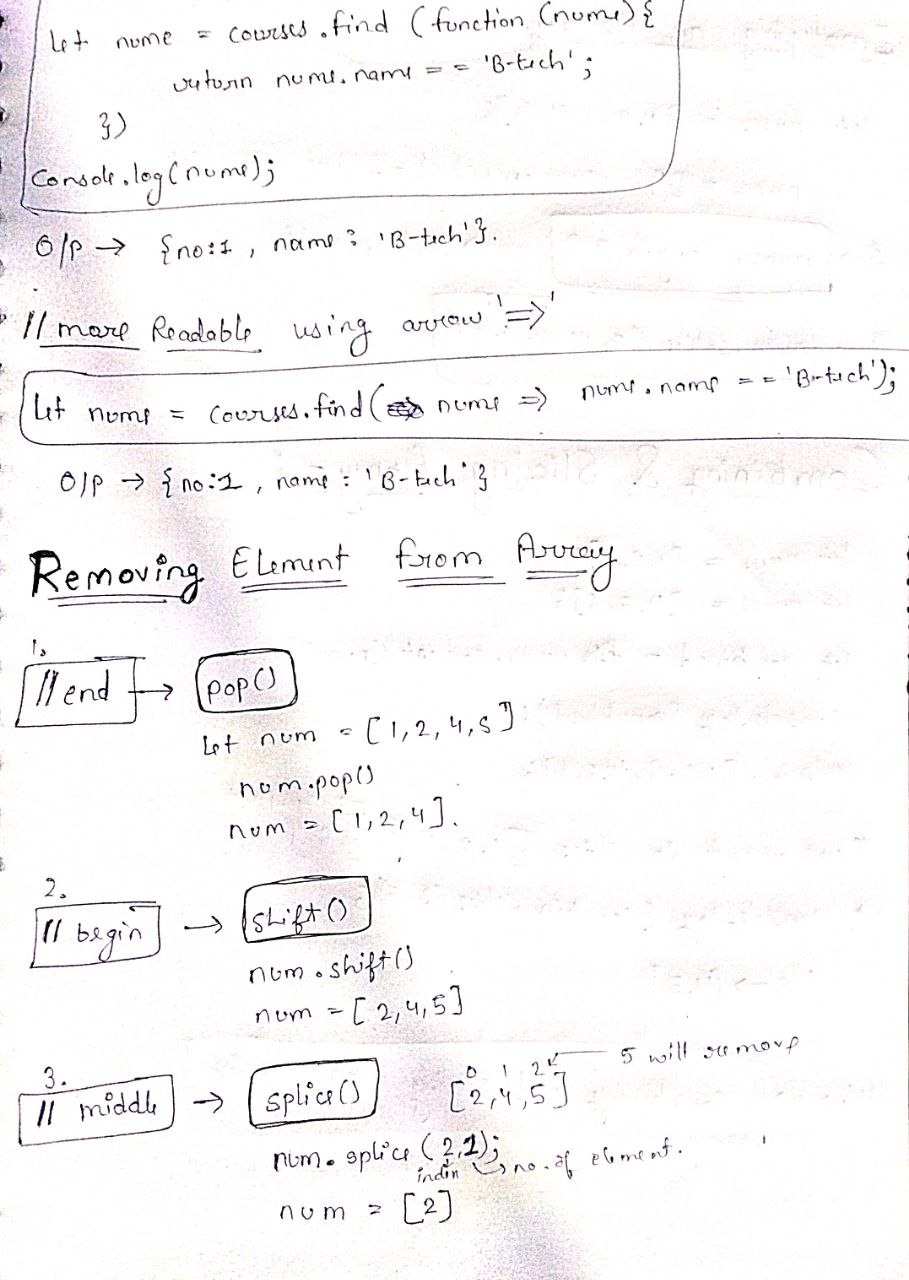 let nume = courses.find (function (nume) {
return nume.name == 'B-tech';
})
Console.log(nume);
O/p → {no:1, name: 'B-tech'}.
// more Readable using arrow '=>'
let nume = courses.find( nume => nume.name == 'B-tech');
O/p → {no:1, name: 'B-tech'}
Removing Element from Array
1.
// end → pop()
let num = [1,2,4,5]
num.pop()
num = [1,2,4].
2.
// begin → shift()
num.shift()
num = [2,4,5]
0 1 2 ← 5 will remove
3.
// middle → splice() [2,4,5]
num.splice(2,1);
index → no. of element.
num = [2]